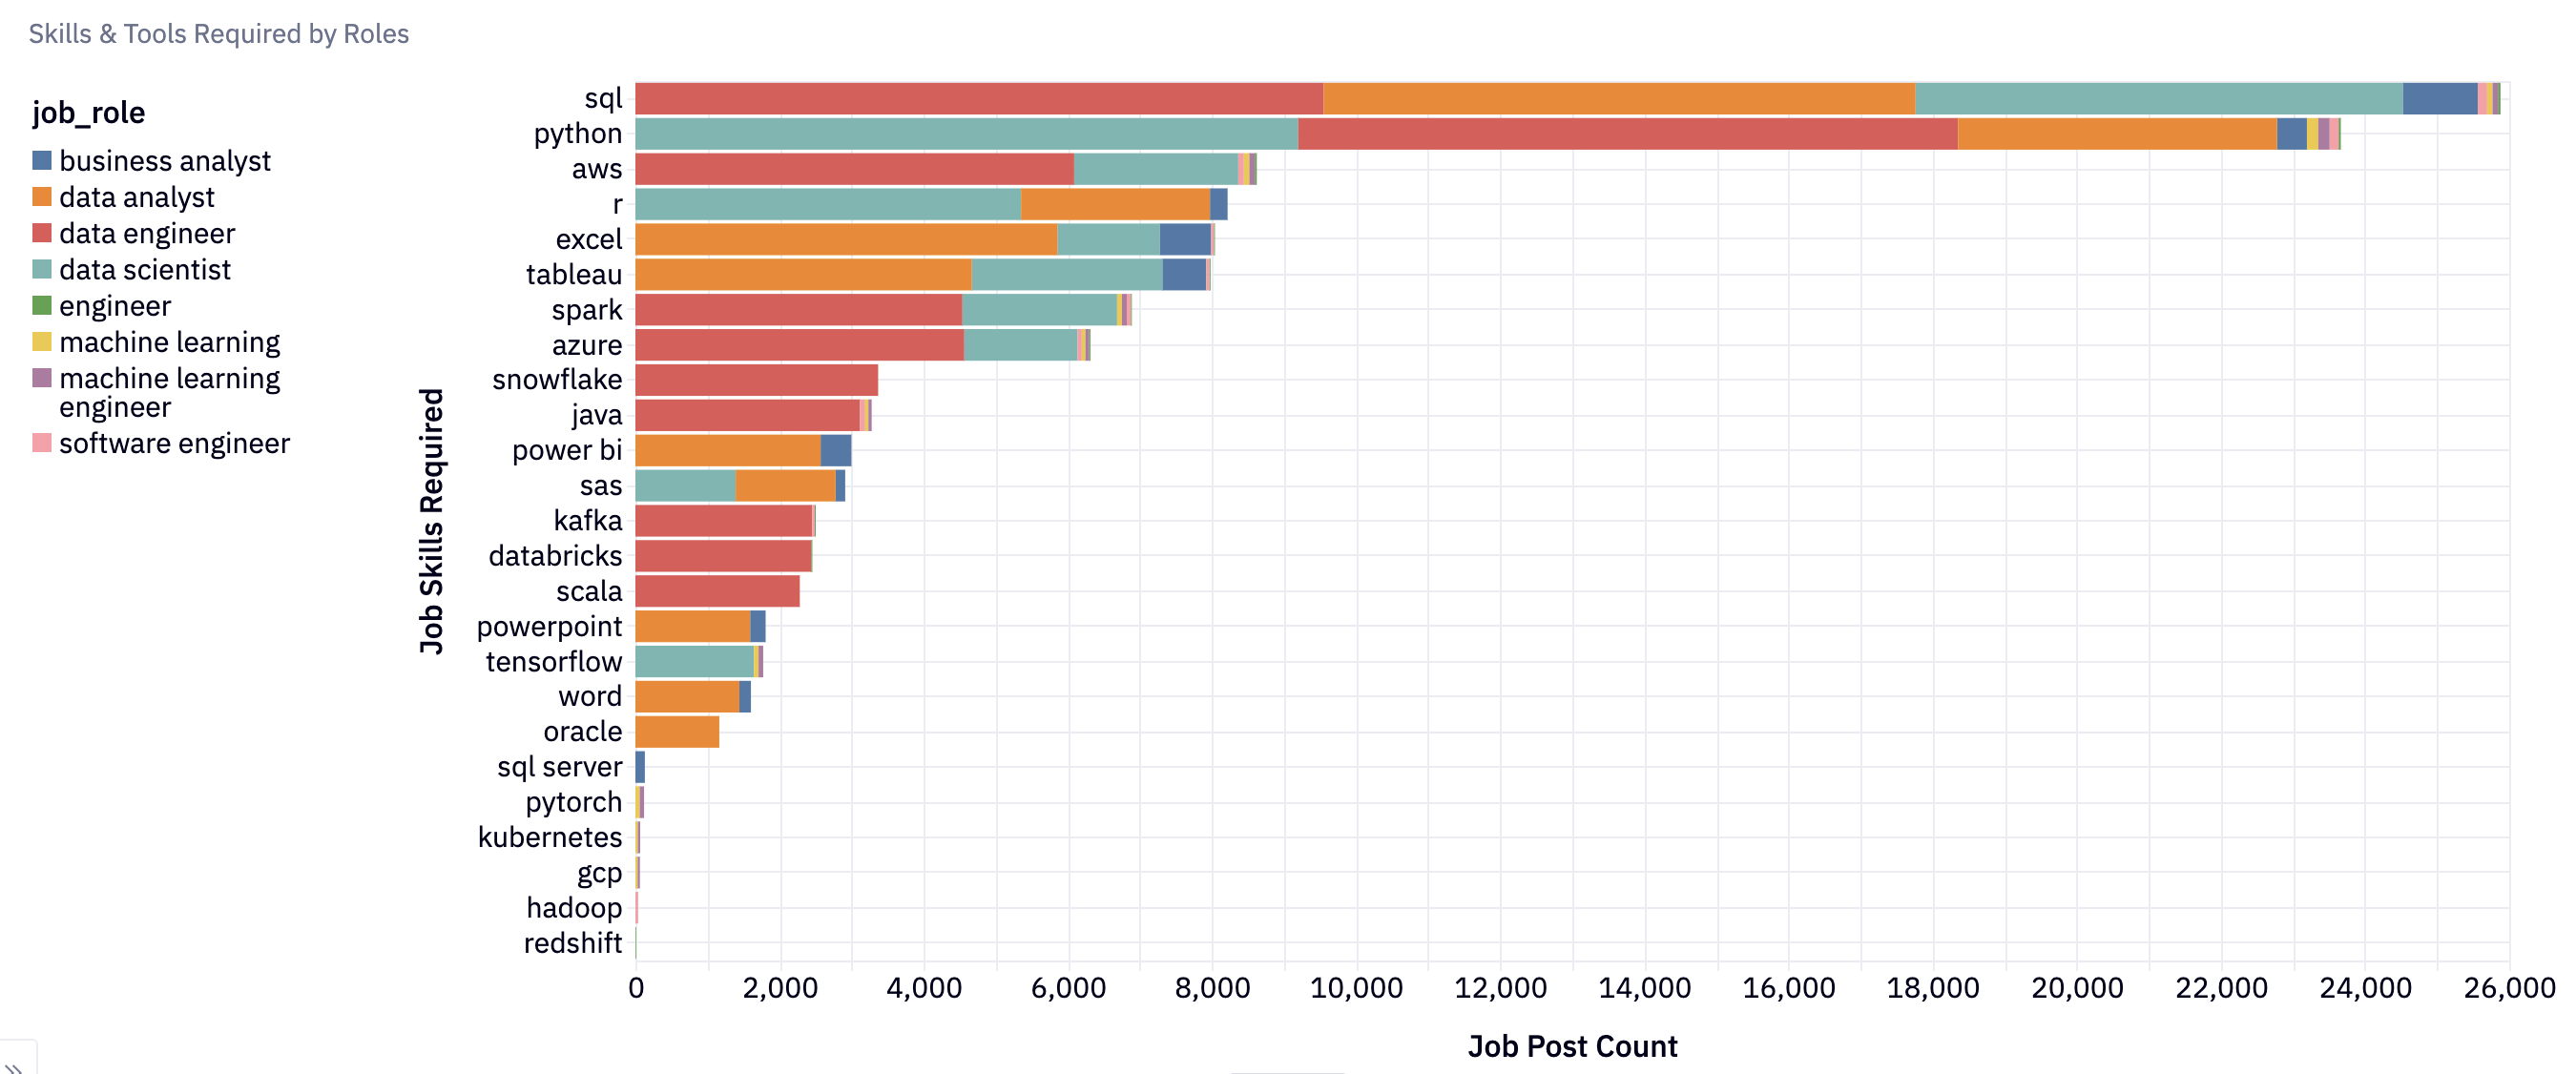 Skills & Tools Required by Roles
job_role
business analyst
data analyst
data engineer
data scientist
engineer
machine learning
machine learning
engineer
software engineer
Job Skills Required
sql
python
aws
r
excel
tableau
spark
azure
snowflake
java
power bi
sas
kafka
databricks
scala
powerpoint
tensorflow
word
oracle
sql server
pytorch
kubernetes
gcp
hadoop
redshift
0 2,000 4,000 6,000 8,000 10,000 12,000 14,000 16,000 18,000 20,000 22,000 24,000 26,000
Job Post Count